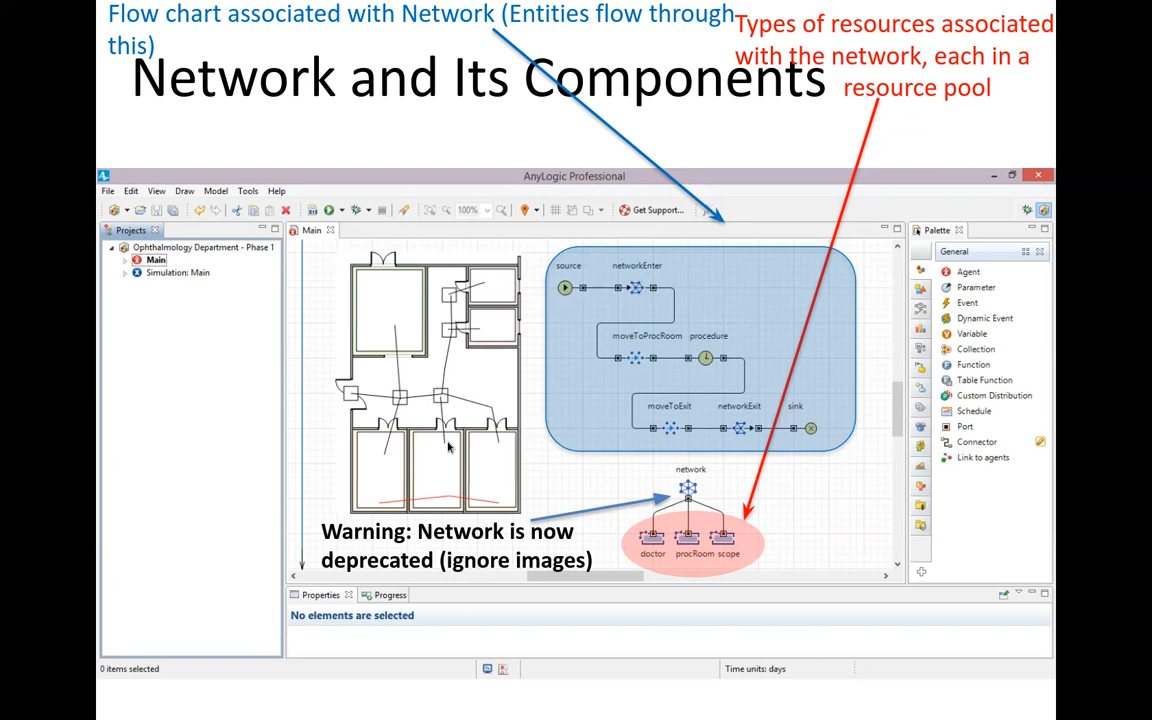 Flow chart associated with Network (Entities flow through
this)
Types of resources associated
with the network, each in a
resource pool
Network and Its Components
AnyLogic Professional
File Edit View Draw Model Tools Help
100% Get Support...
Projects
Main
Palette
Ophthalmology Department - Phase 1
Main
Simulation: Main
source networkEnter
moveToProcRoom procedure
moveToExit networkExit sink
network
doctor procRoom scope
Warning: Network is now
deprecated (ignore images)
General
Agent
Parameter
Event
Dynamic Event
Variable
Collection
Function
Table Function
Custom Distribution
Schedule
Port
Connector
Link to agents
Properties Progress
No elements are selected
0 items selected
Time units: days